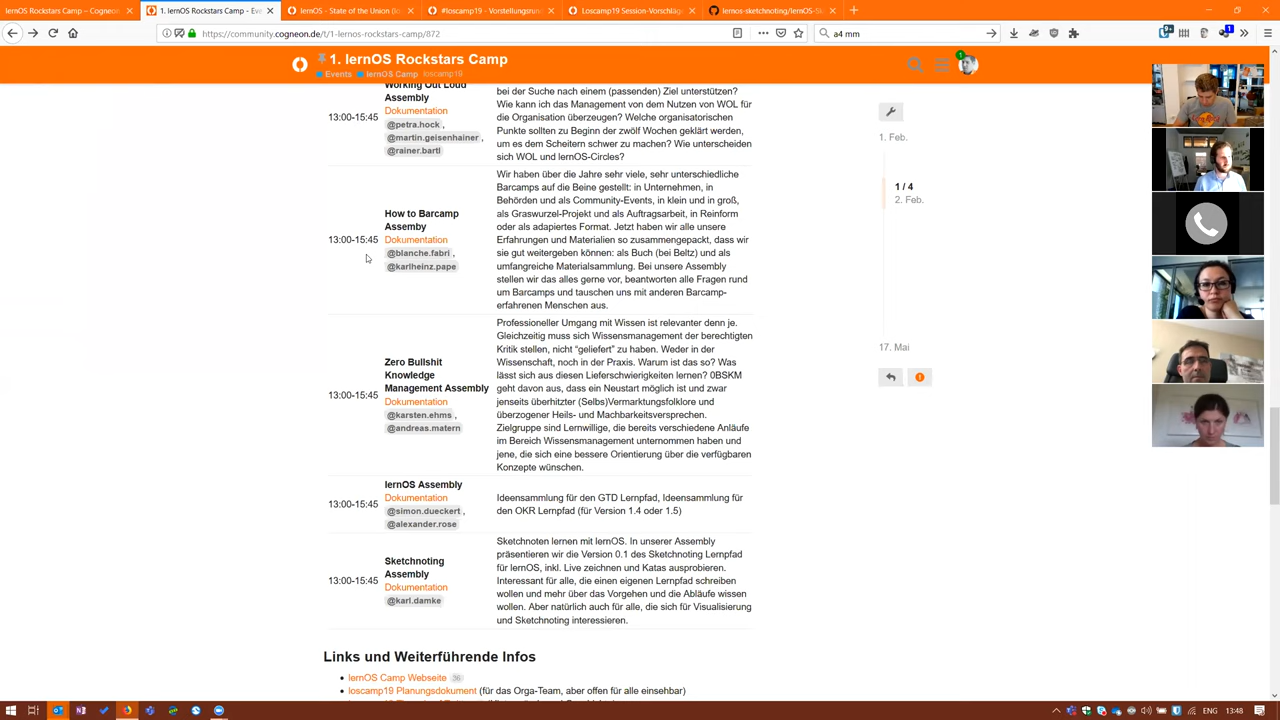 lernOS Rockstars Camp – Cogneon
1. lernOS Rockstars Camp - Eve
lernOS - State of the Union (k
#loscamp19 - Vorstellungsrun
Loscamp19 Session-Vorschläg
lernos-sketchnoting/lernOS-Sk
https://community.cogneon.de/t/1-lernos-rockstars-camp/872
a4 mm
1. lernOS Rockstars Camp
Events lernOS Camp loscamp19
13:00-15:45
Working Out Loud
Assembly
Dokumentation
@petra.hock ,
@martin.geisenhainer ,
@rainer.bartl
bei der Suche nach einem (passenden) Ziel unterstützen?
Wie kann ich das Management von dem Nutzen von WOL für
die Organisation überzeugen? Welche organisatorischen
Punkte sollten zu Beginn der zwölf Wochen geklärt werden,
um es dem Scheitern schwer zu machen? Wie unterscheiden
sich WOL und lernOS-Circles?
13:00-15:45
How to Barcamp
Assemby
Dokumentation
@blanche.fabri ,
@karlheinz.pape
Wir haben über die Jahre sehr viele, sehr unterschiedliche
Barcamps auf die Beine gestellt: in Unternehmen, in
Behörden und als Community-Events, in klein und in groß,
als Graswurzel-Projekt und als Auftragsarbeit, in Reinform
oder als adaptiertes Format. Jetzt haben wir alle unsere
Erfahrungen und Materialien so zusammengepackt, dass wir
sie gut weitergeben können: als Buch (bei Beltz) und als
umfangreiche Materialsammlung. Bei unsere Assembly
stellen wir das alles gerne vor, beantworten alle Fragen rund
um Barcamps und tauschen uns mit anderen Barcamp-
erfahrenen Menschen aus.
13:00-15:45
Zero Bullshit
Knowledge
Management Assembly
Dokumentation
@karsten.ehms ,
@andreas.matern
Professioneller Umgang mit Wissen ist relevanter denn je.
Gleichzeitig muss sich Wissensmanagement der berechtigten
Kritik stellen, nicht "geliefert" zu haben. Weder in der
Wissenschaft, noch in der Praxis. Warum ist das so? Was
lässt sich aus diesen Lieferschwierigkeiten lernen? 0BSKM
geht davon aus, dass ein Neustart möglich ist und zwar
jenseits überhitzter (Selbs)Vermarktungsfolklore und
überzogener Heils- und Machbarkeitsversprechen.
Zielgruppe sind Lernwillige, die bereits verschiedene Anläufe
im Bereich Wissensmanagement unternommen haben und
jene, die sich eine bessere Orientierung über die verfügbaren
Konzepte wünschen.
13:00-15:45
lernOS Assembly
Dokumentation
@simon.dueckert ,
@alexander.rose
Ideensammlung für den GTD Lernpfad, Ideensammlung für
den OKR Lernpfad (für Version 1.4 oder 1.5)
13:00-15:45
Sketchnoting
Assembly
Dokumentation
@karl.damke
Sketchnoten lernen mit lernOS. In unserer Assembly
präsentieren wir die Version 0.1 des Sketchnoting Lernpfad
für lernOS, inkl. Live zeichnen und Katas ausprobieren.
Interessant für alle, die einen eigenen Lernpfad schreiben
wollen und mehr über das Vorgehen und die Abläufe wissen
wollen. Aber natürlich auch für alle, die sich für Visualisierung
und Sketchnoting interessieren.
Links und Weiterführende Infos
lernOS Camp Webseite 36
loscamp19 Planungsdokument (für das Orga-Team, aber offen für alle einsehbar)
1. Feb.
1 / 4
2. Feb.
17. Mai
ENG
13:48